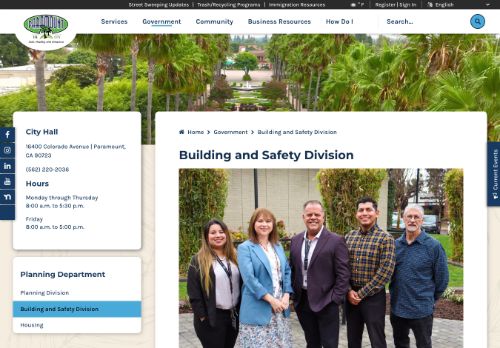 Street Sweeping Updates | Trash/Recycling Programs | Immigration Resources
°F | Register | Sign In | English
PARAMOUNT
Services Government Community Business Resources How Do I Search...
City Hall
16400 Colorado Avenue | Paramount,
CA 90723
(562) 220-2036
Hours
Monday through Thursday
8:00 a.m. to 5:30 p.m.
Friday
8:00 a.m. to 5:00 p.m.
Planning Department
Planning Division
Building and Safety Division
Housing
Home > Government > Building and Safety Division
Building and Safety Division
Current Events